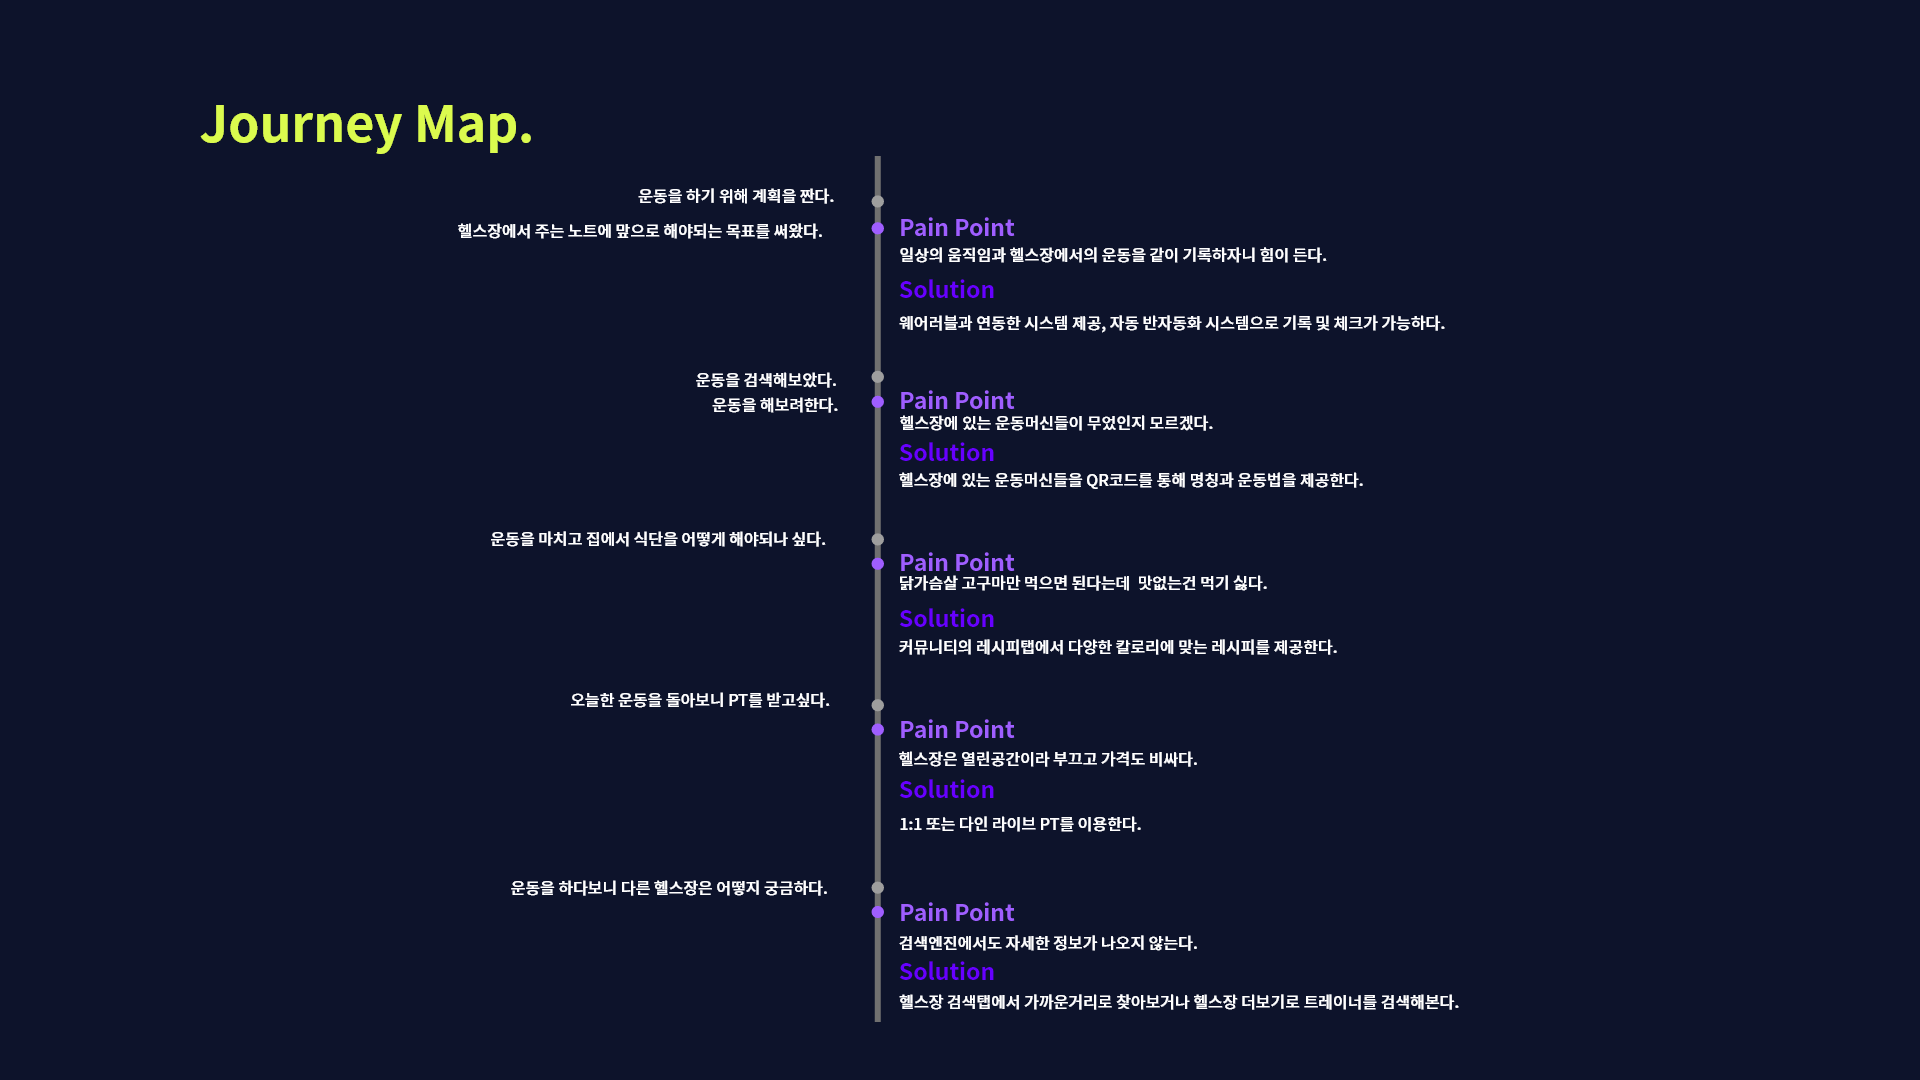 Journey Map.
운동을 하기 위해 계획을 짠다.
헬스장에서 주는 노트에 맢으로 해야되는 목표를 써왔다.
Pain Point
일상의 움직임과 헬스장에서의 운동을 같이 기록하자니 힘이 든다.
Solution
웨어러블과 연동한 시스템 제공, 자동 반자동화 시스템으로 기록 및 체크가 가능하다.
운동을 검색해보았다.
운동을 해보려한다.
Pain Point
헬스장에 있는 운동머신들이 무었인지 모르겠다.
Solution
헬스장에 있는 운동머신들을 QR코드를 통해 명칭과 운동법을 제공한다.
운동을 마치고 집에서 식단을 어떻게 해야되나 싶다.
Pain Point
닭가슴살 고구마만 먹으면 된다는데 맛없는건 먹기 싫다.
Solution
커뮤니티의 레시피탭에서 다양한 칼로리에 맞는 레시피를 제공한다.
오늘한 운동을 돌아보니 PT를 받고싶다.
Pain Point
헬스장은 열린공간이라 부끄고 가격도 비싸다.
Solution
1:1 또는 다인 라이브 PT를 이용한다.
운동을 하다보니 다른 헬스장은 어떻지 궁금하다.
Pain Point
검색엔진에서도 자세한 정보가 나오지 않는다.
Solution
헬스장 검색탭에서 가까운거리로 찾아보거나 헬스장 더보기로 트레이너를 검색해본다.